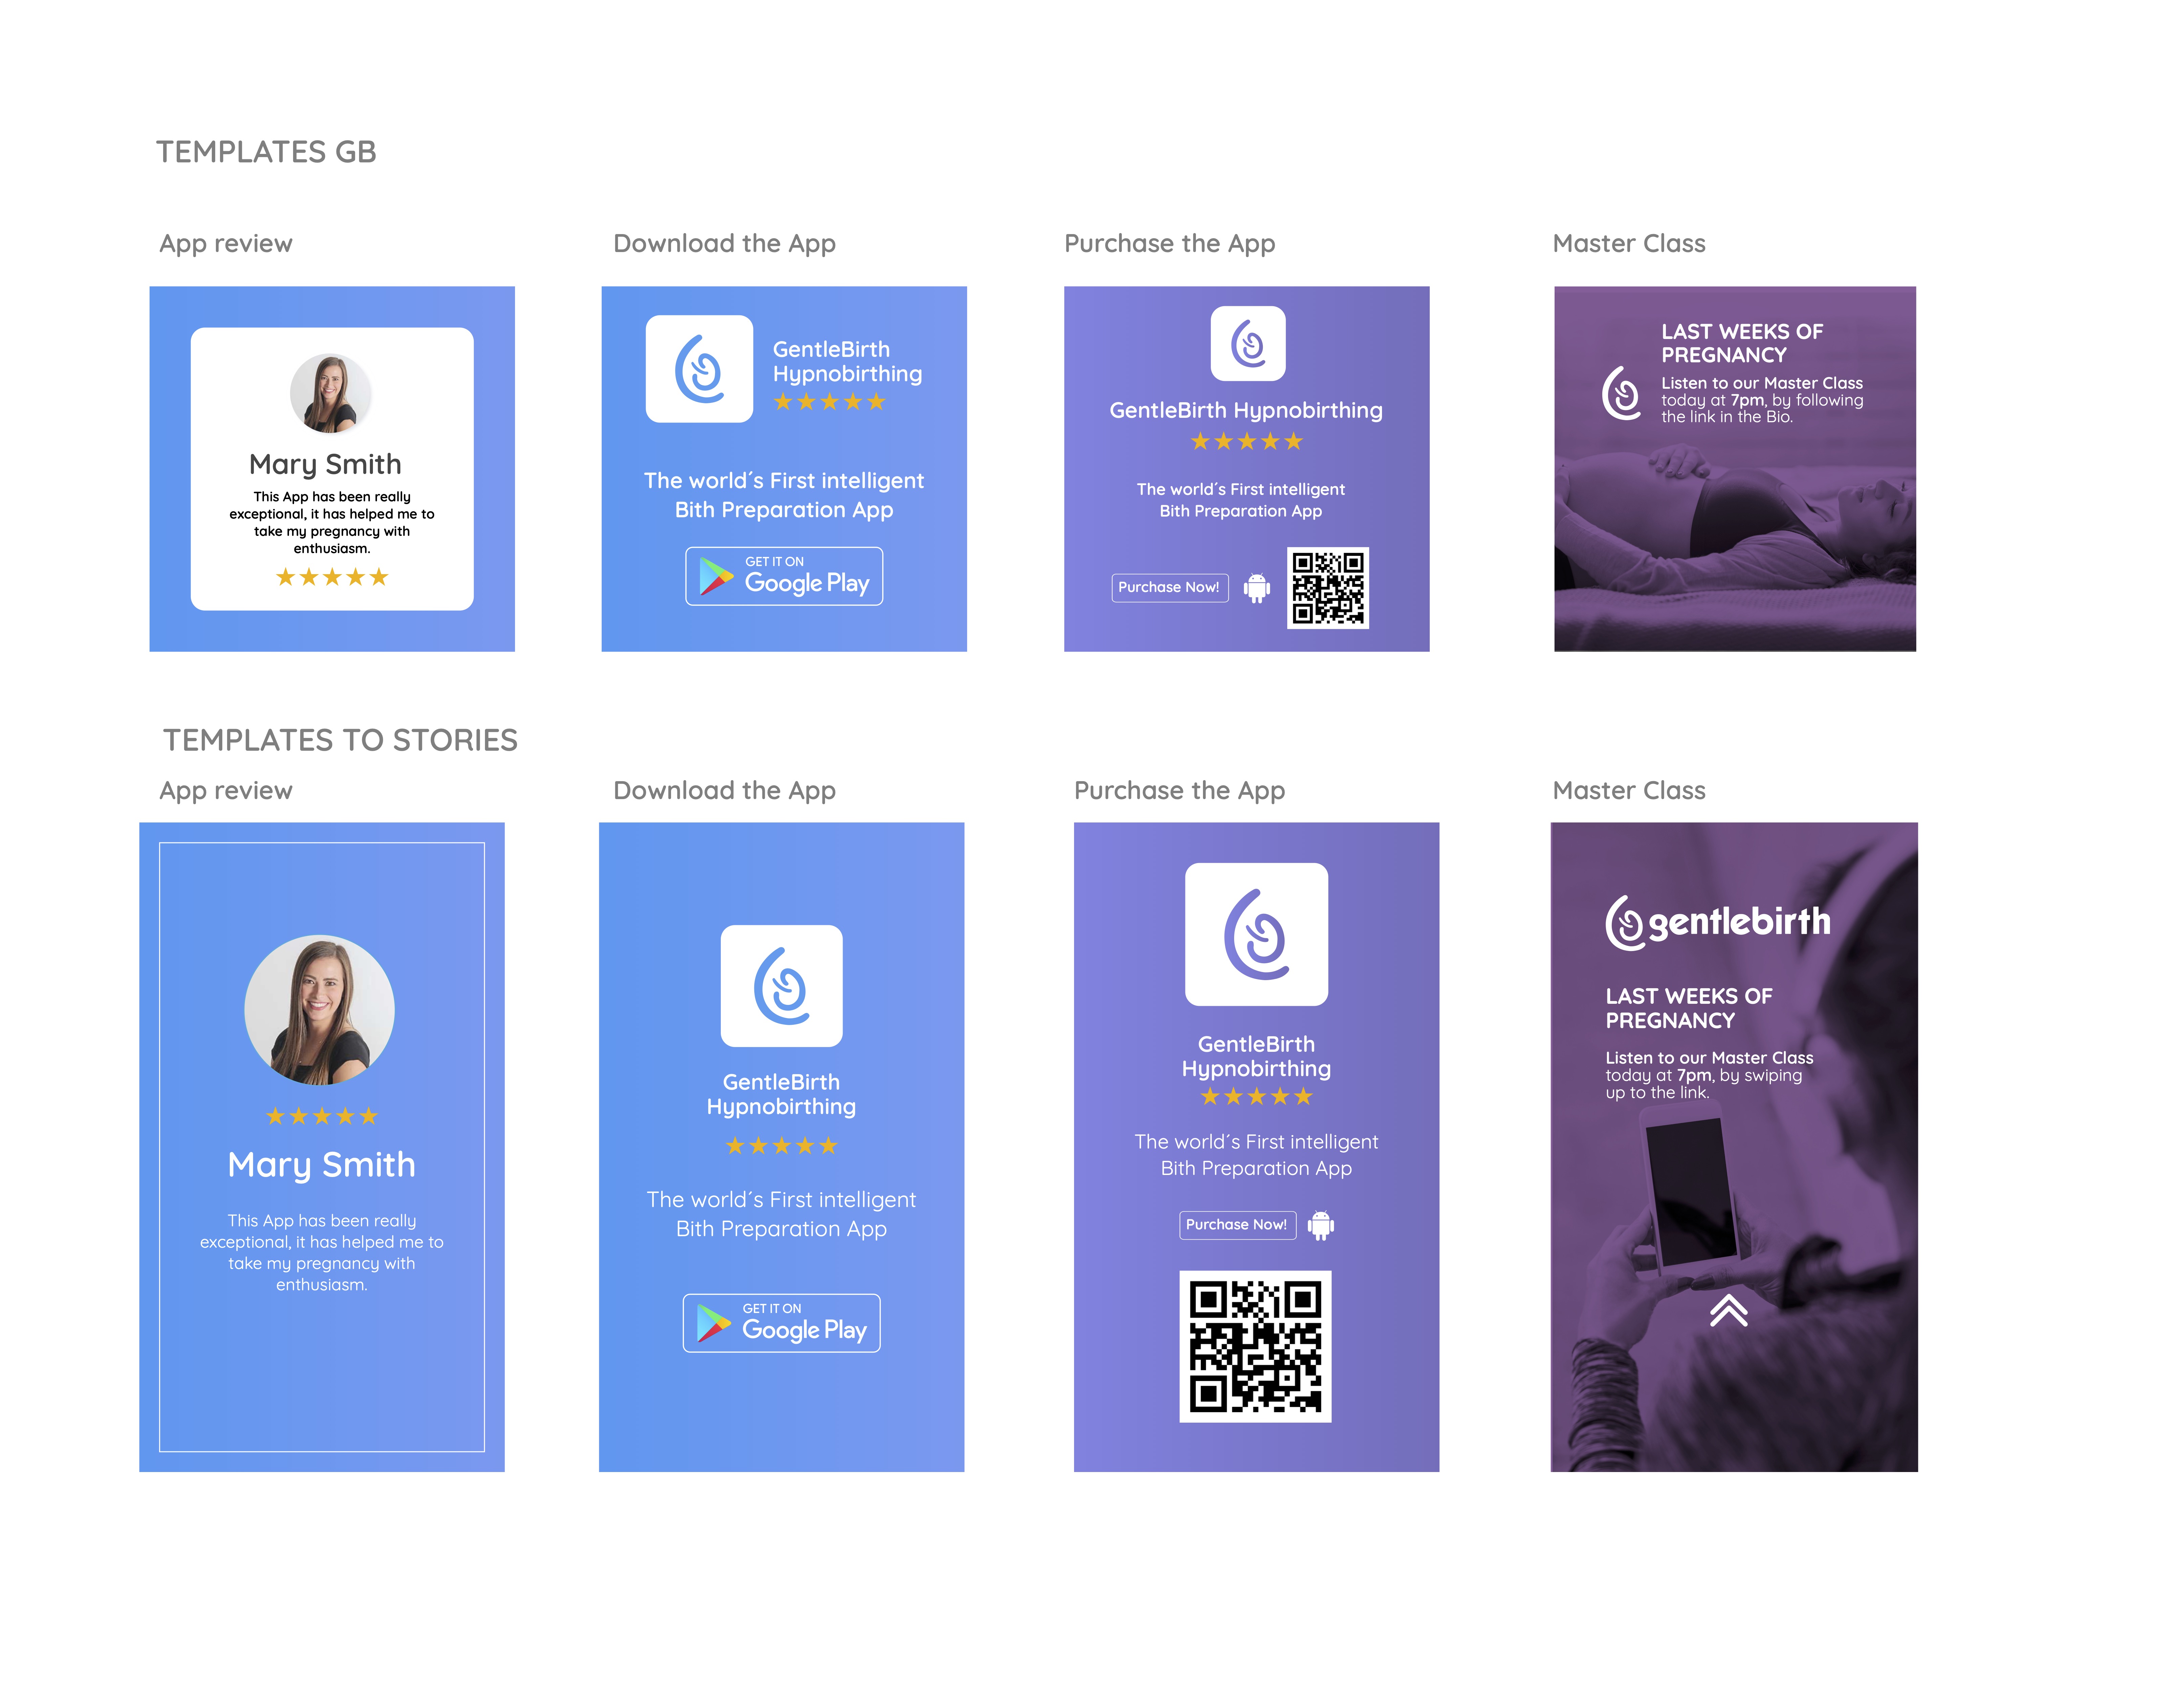 TEMPLATES GB
App review
Download the App
Purchase the App
Master Class
Mary Smith
This App has been really
exceptional, it has helped me to
take my pregnancy with
enthusiasm.
GentleBirth
Hypnobirthing
The world´s First intelligent
Bith Preparation App
GET IT ON
Google Play
GentleBirth Hypnobirthing
The world´s First intelligent
Bith Preparation App
Purchase Now!
LAST WEEKS OF
PREGNANCY
Listen to our Master Class
today at 7pm, by following
the link in the Bio.
TEMPLATES TO STORIES
App review
Download the App
Purchase the App
Master Class
Mary Smith
This App has been really
exceptional, it has helped me to
take my pregnancy with
enthusiasm.
GentleBirth
Hypnobirthing
The world´s First intelligent
Bith Preparation App
GET IT ON
Google Play
GentleBirth
Hypnobirthing
The world´s First intelligent
Bith Preparation App
Purchase Now!
gentlebirth
LAST WEEKS OF
PREGNANCY
Listen to our Master Class
today at 7pm, by swiping
up to the link.